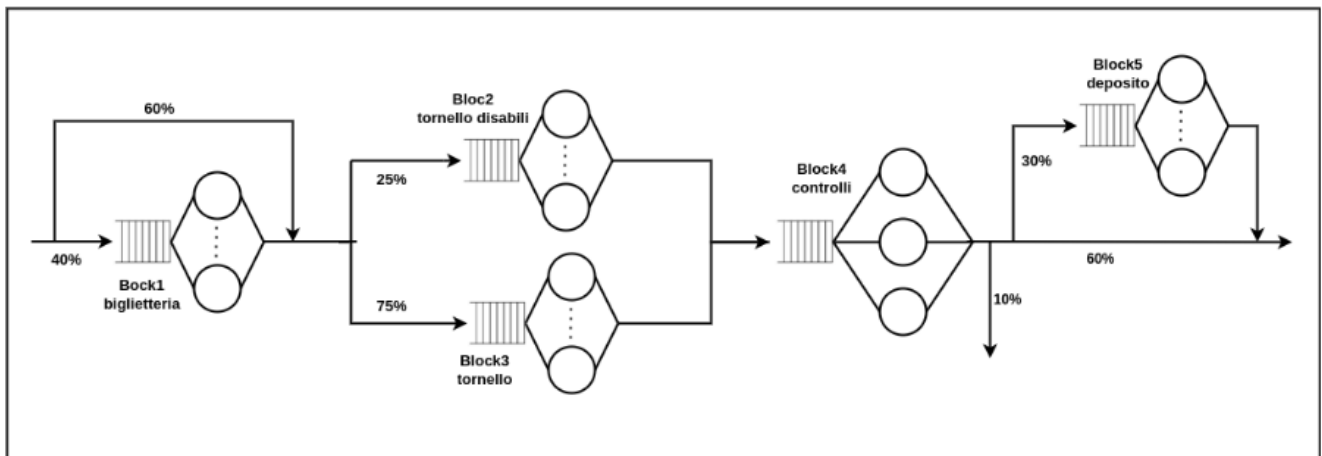 60%
40%
Bock1
biglietteria
Bloc2
tornello disabili
25%
75%
Block3
tornello
Block4
controlli
10%
Block5
deposito
30%
60%